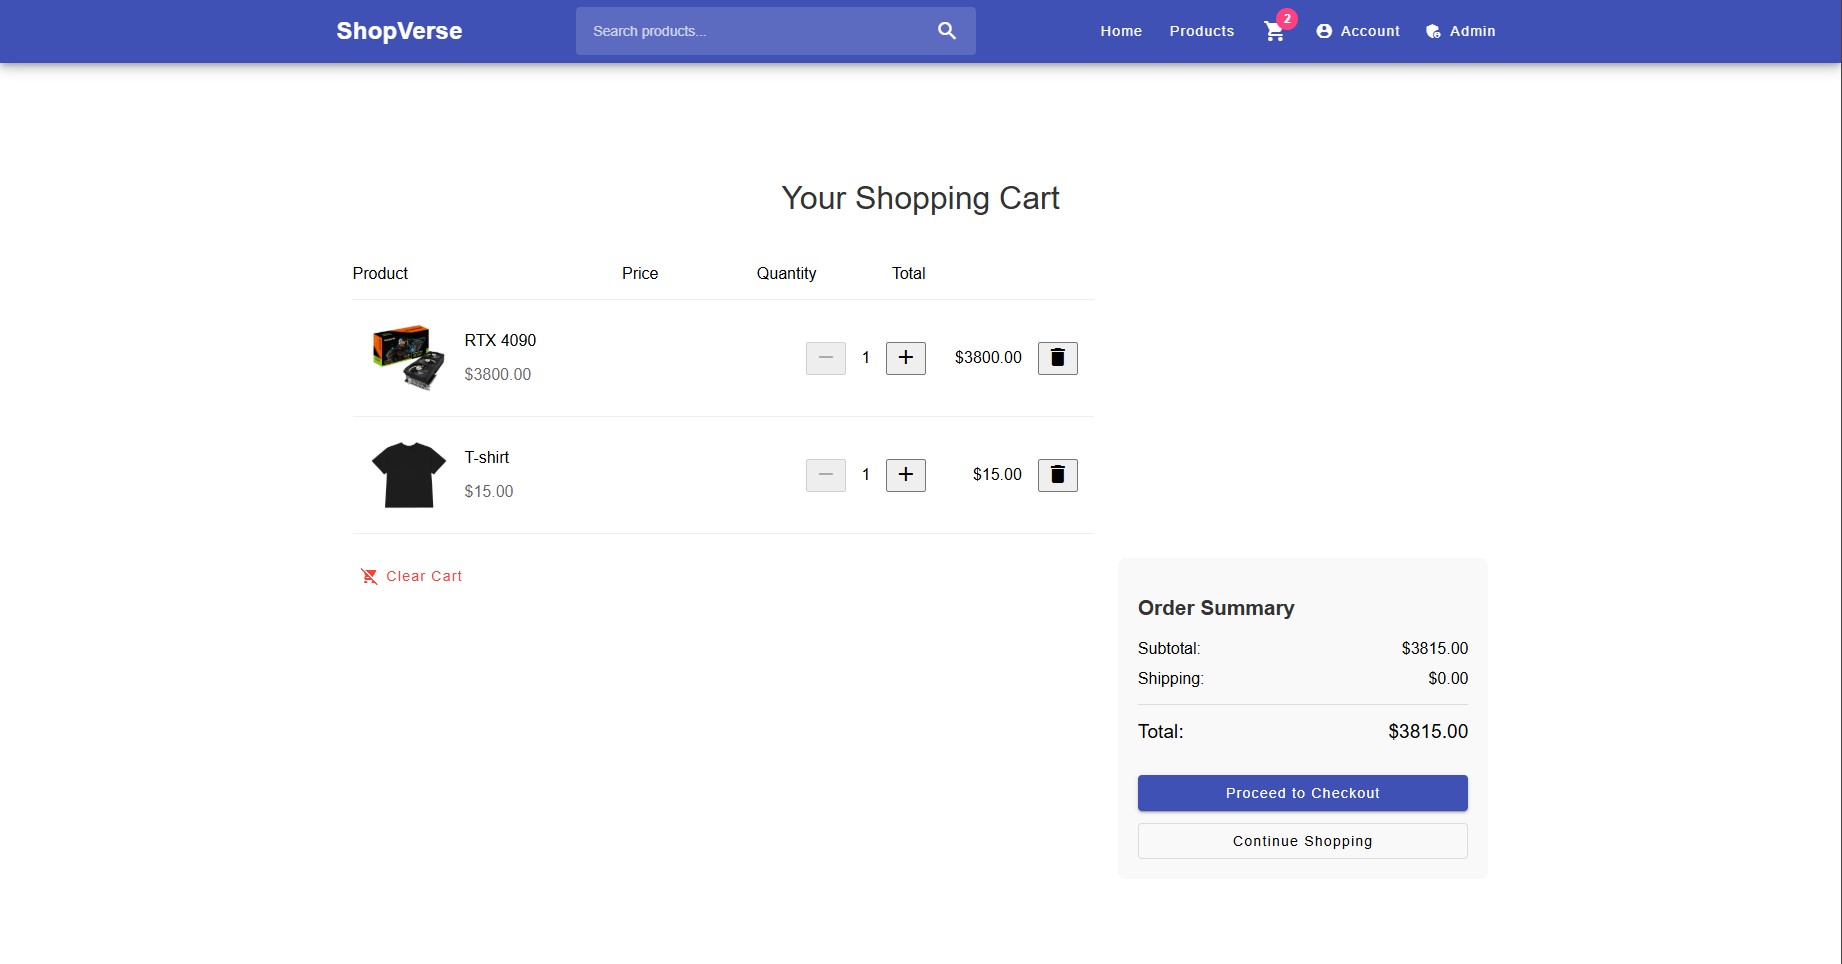 ShopVerse
Search products...
Home
Products
2
Account
Admin
Your Shopping Cart
Product Price Quantity Total
RTX 4090
$3800.00
1
$3800.00
T-shirt
$15.00
1
$15.00
Clear Cart
Order Summary
Subtotal: $3815.00
Shipping: $0.00
Total: $3815.00
Proceed to Checkout
Continue Shopping